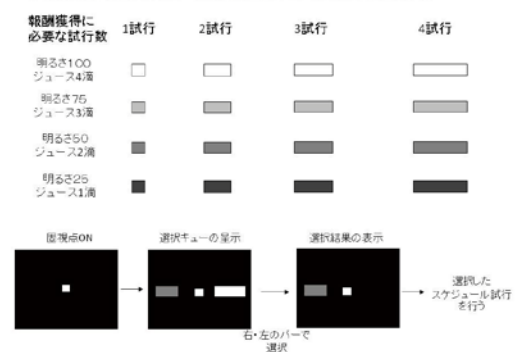 報酬獲得に
必要な試行数
1試行
2試行
3試行
4試行
明るさ100
ジュース4滴
明るさ75
ジュース3滴
明るさ50
ジュース2滴
明るさ25
ジュース1滴
固視点ON
選択キューの呈示
選択結果の表示
選択した
スケジュール試行
を行う
右・左のバーで
選択